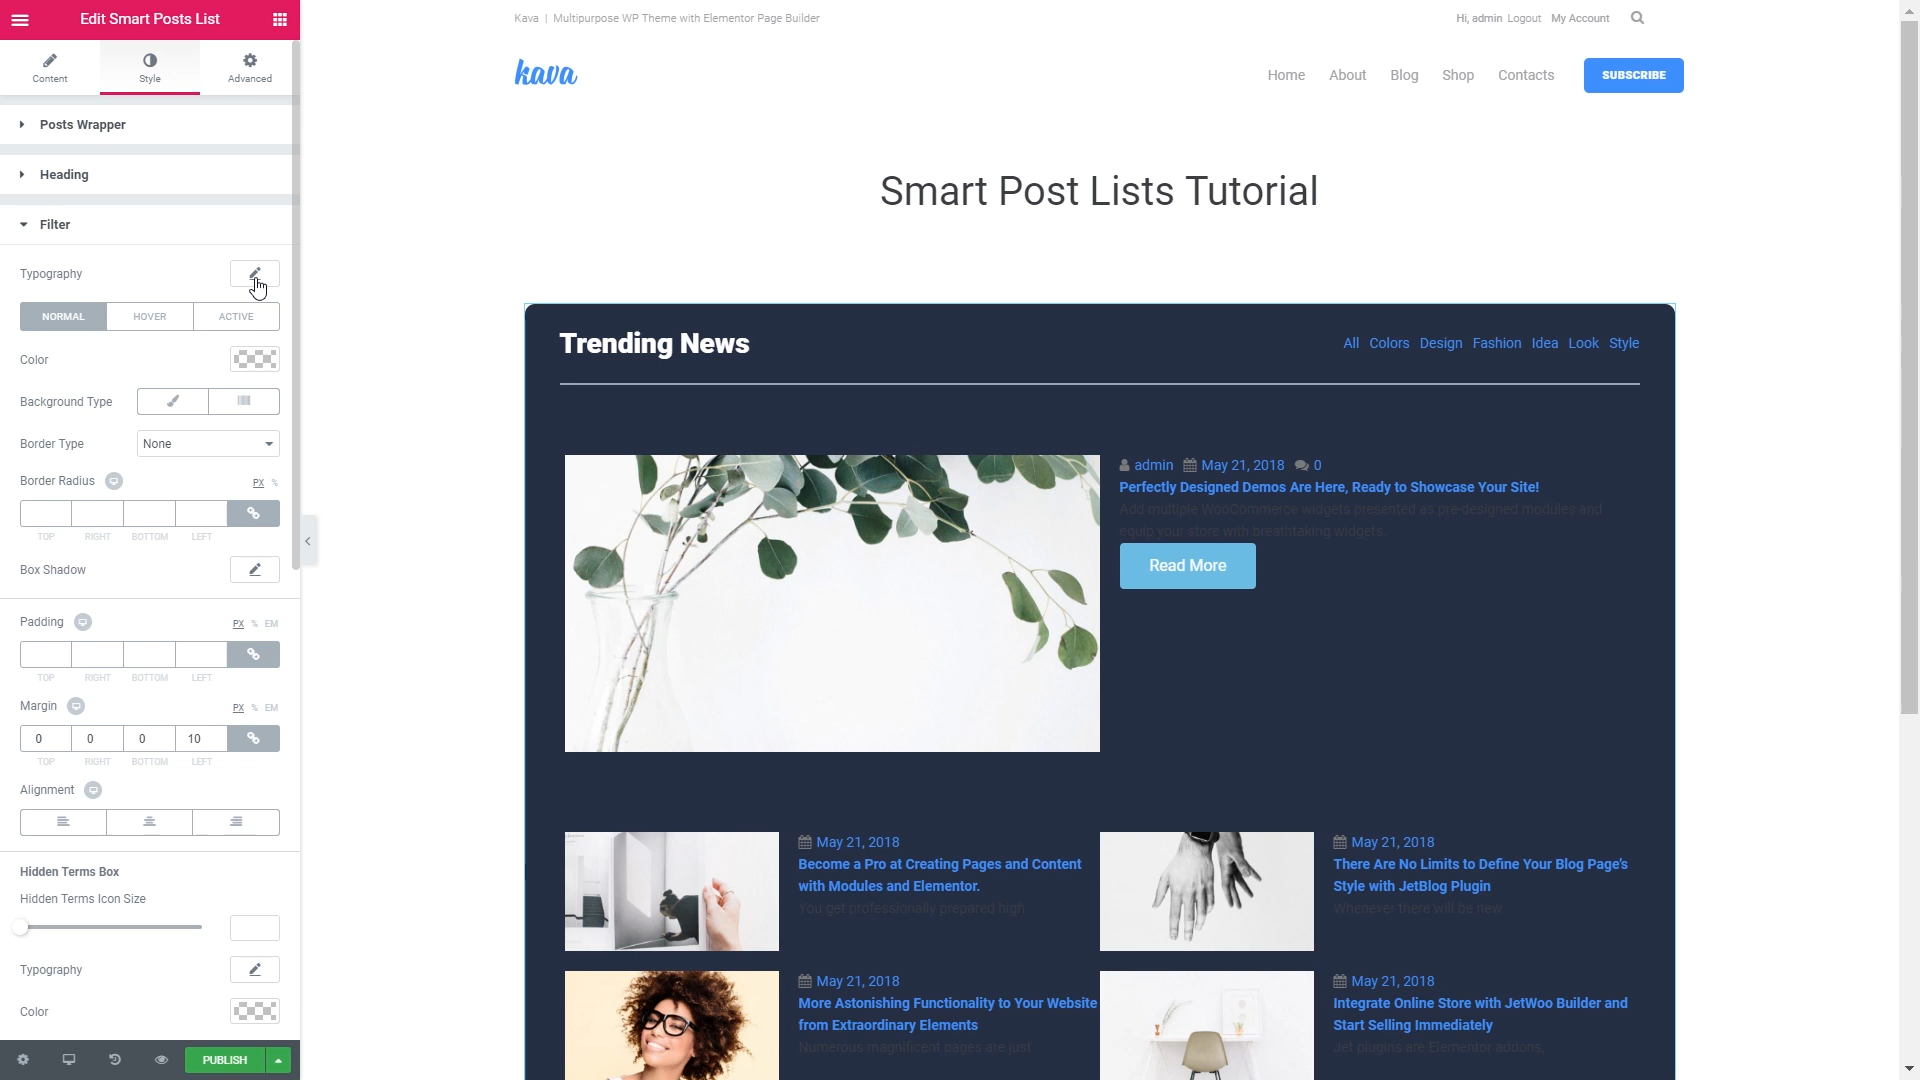 Edit Smart Posts List
Content
Style
Advanced
Posts Wrapper
Heading
Filter
Typography
NORMAL
HOVER
ACTIVE
Color
Background Type
Border Type
None
Border Radius
PX %
TOP RIGHT BOTTOM LEFT
Box Shadow
Padding
PX % EM
TOP RIGHT BOTTOM LEFT
Margin
PX % EM
0 0 0 10
TOP RIGHT BOTTOM LEFT
Alignment
Hidden Terms Box
Hidden Terms Icon Size
Typography
Color
PUBLISH
Kava | Multipurpose WP Theme with Elementor Page Builder
Hi, admin Logout My Account
kava
Home About Blog Shop Contacts
SUBSCRIBE
Smart Post Lists Tutorial
Trending News
All Colors Design Fashion Idea Look Style
admin May 21, 2018 0
Perfectly Designed Demos Are Here, Ready to Showcase Your Site!
Add multiple WooCommerce widgets presented as pre-designed modules and
equip your store with breathtaking widgets.
Read More
May 21, 2018
Become a Pro at Creating Pages and Content
with Modules and Elementor.
You get professionally prepared high
May 21, 2018
There Are No Limits to Define Your Blog Page's
Style with JetBlog Plugin
Whenever there will be new
May 21, 2018
More Astonishing Functionality to Your Website
from Extraordinary Elements
Numerous magnificent pages are just
May 21, 2018
Integrate Online Store with JetWoo Builder and
Start Selling Immediately
Jet plugins are Elementor addons,